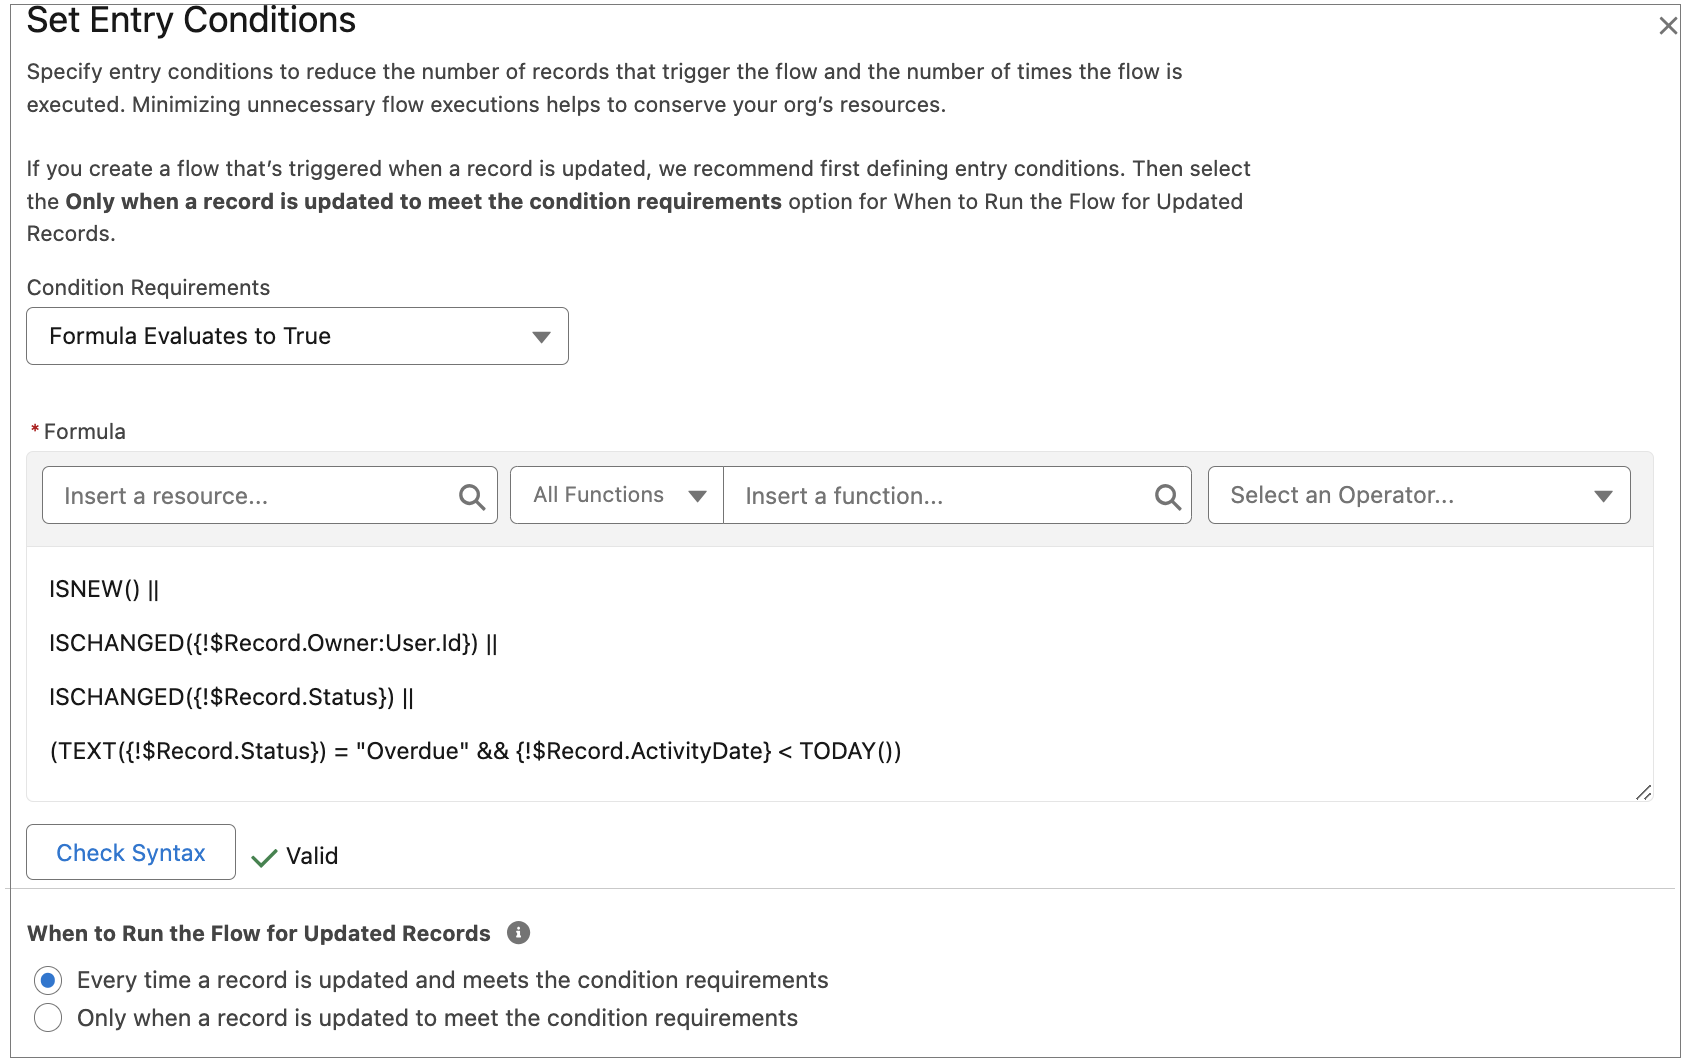 Set Entry Conditions
Specify entry conditions to reduce the number of records that trigger the flow and the number of times the flow is
executed. Minimizing unnecessary flow executions helps to conserve your org’s resources.
If you create a flow that’s triggered when a record is updated, we recommend first defining entry conditions. Then select
the Only when a record is updated to meet the condition requirements option for When to Run the Flow for Updated
Records.
Condition Requirements
Formula Evaluates to True
* Formula
Insert a resource... All Functions Insert a function... Select an Operator...
ISNEW() ||
ISCHANGED({!$Record.Owner:User.Id}) ||
ISCHANGED({!$Record.Status}) ||
(TEXT({!$Record.Status}) = "Overdue" && {!$Record.ActivityDate} < TODAY())
Check Syntax Valid
When to Run the Flow for Updated Records
Every time a record is updated and meets the condition requirements
Only when a record is updated to meet the condition requirements